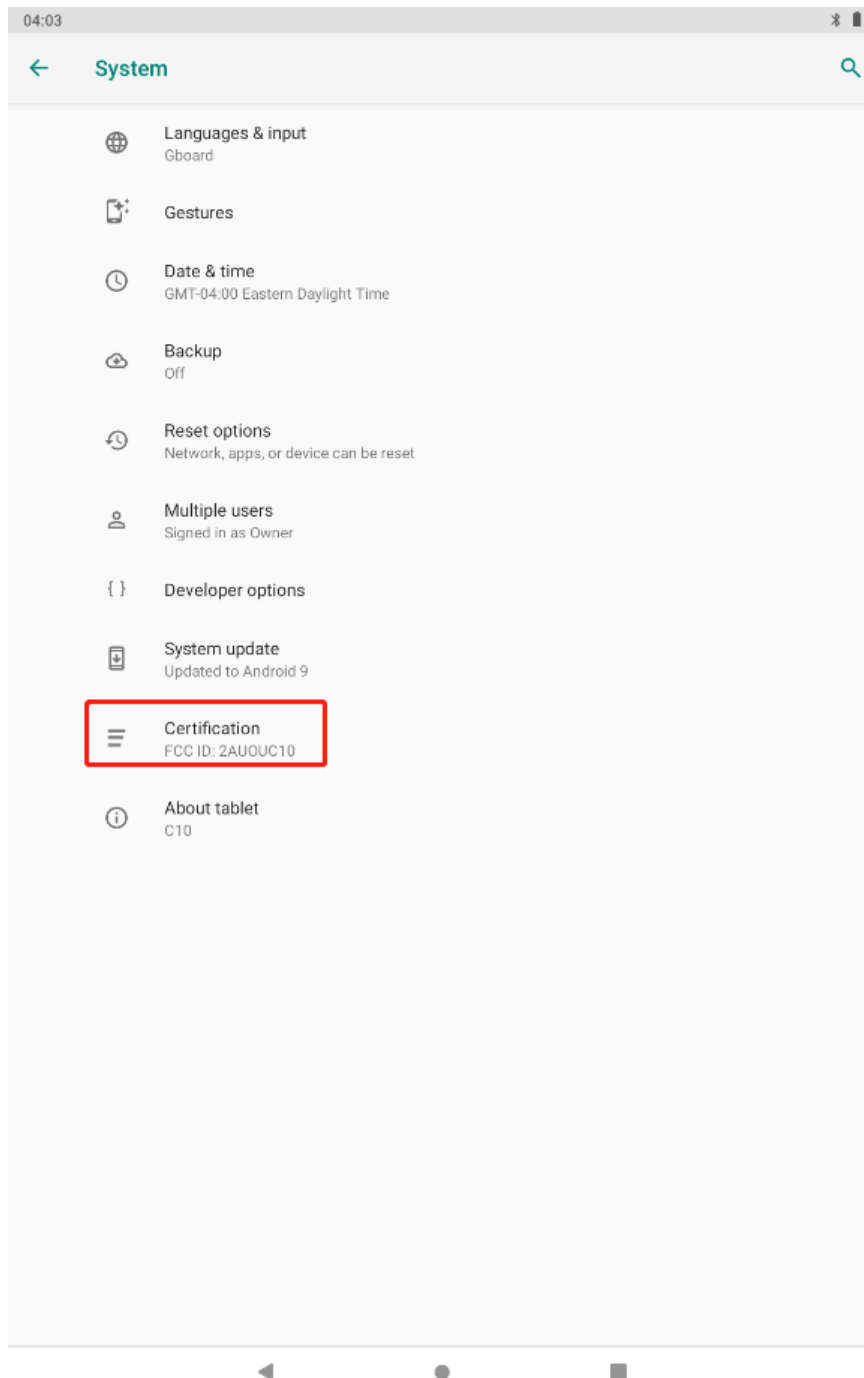 04:03
System
Languages & input
Gboard
Gestures
Date & time
GMT-04:00 Eastern Daylight Time
Backup
Off
Reset options
Network, apps, or device can be reset
Multiple users
Signed in as Owner
{ }
Developer options
System update
Updated to Android 9
Certification
FCC ID: 2AUOUC10
About tablet
C10